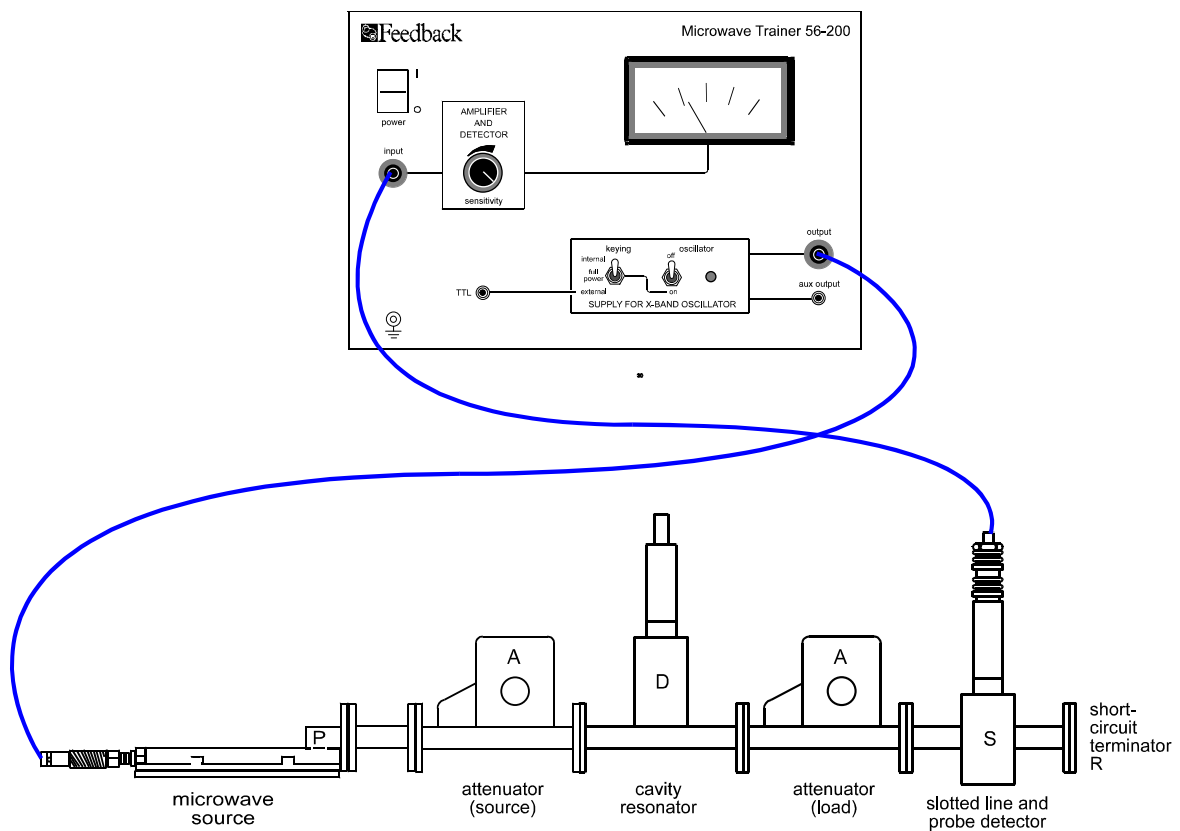 Feedback
Microwave Trainer 56-200
I
O
power
AMPLIFIER
AND
DETECTOR
input
sensitivity
output
keying
oscillator
internal
off
full
power
TTL
external
on
aux output
SUPPLY FOR X-BAND OSCILLATOR
A
A
D
P
S
short-
circuit
terminator
R
microwave
source
attenuator
(source)
cavity
resonator
attenuator
(load)
slotted line and
probe detector